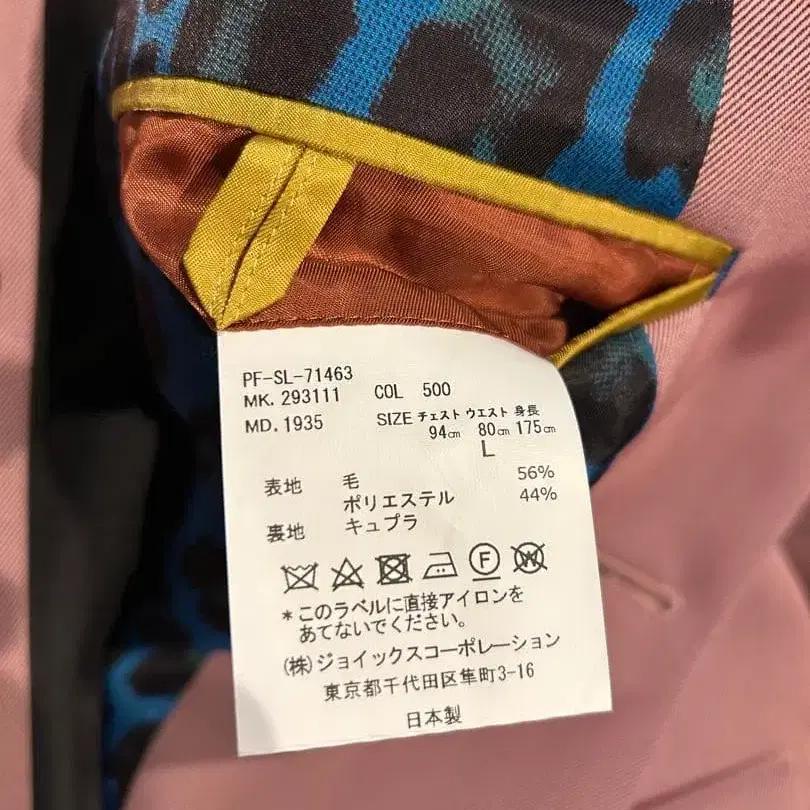 PF-SL-71463
MK. 293111 COL 500
MD. 1935 SIZE チェスト ウエスト 身長
94㎝ 80㎝ 175㎝
L
表地 毛 56%
ポリエステル 44%
裏地 キュプラ
F W
*このラベルに直接アイロンを
あてないでください。
(株)ジョイックスコーポレーション
東京都千代田区隼町3-16
日本製